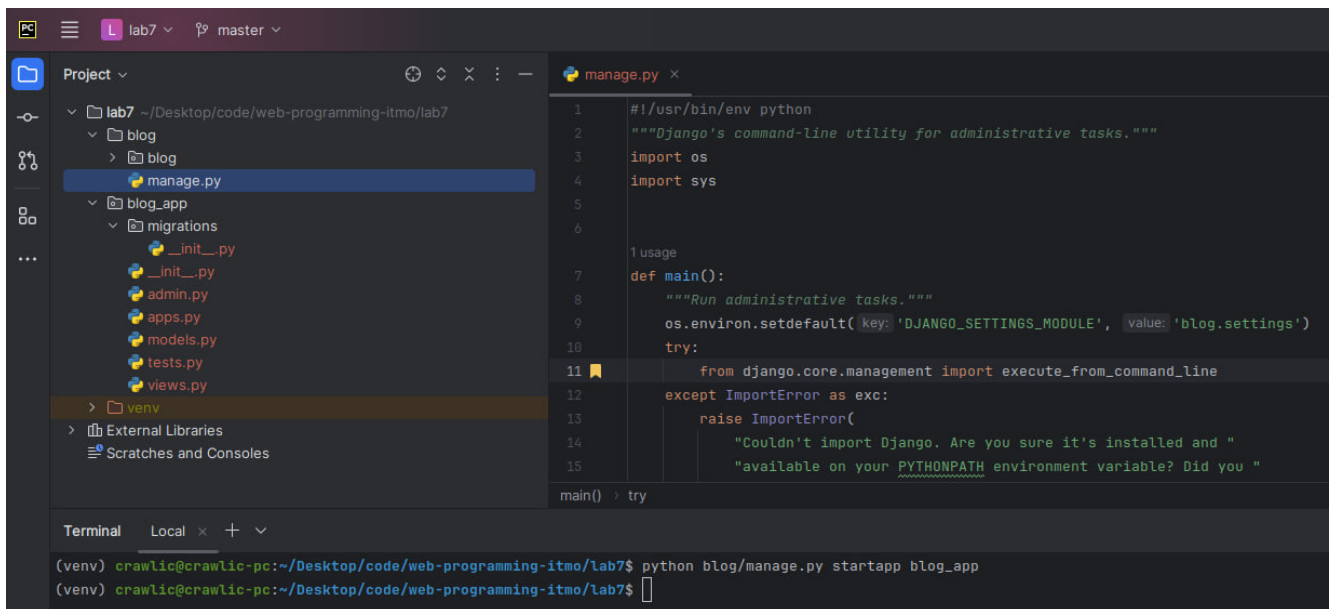 PC L lab7 master
Project
lab7 ~/Desktop/code/web-programming-itmo/lab7
blog
blog
manage.py
blog_app
migrations
__init__.py
__init__.py
admin.py
apps.py
models.py
tests.py
views.py
venv
External Libraries
Scratches and Consoles
manage.py
1 #!/usr/bin/env python
2 """Django's command-line utility for administrative tasks."""
3 import os
4 import sys
5
6
1 usage
7 def main():
8 """Run administrative tasks."""
9 os.environ.setdefault( key: 'DJANGO_SETTINGS_MODULE', value: 'blog.settings')
10 try:
11 from django.core.management import execute_from_command_line
12 except ImportError as exc:
13 raise ImportError(
14 "Couldn't import Django. Are you sure it's installed and "
15 "available on your PYTHONPATH environment variable? Did you "
main() › try
Terminal Local
(venv) crawlic@crawlic-pc:~/Desktop/code/web-programming-itmo/lab7$ python blog/manage.py startapp blog_app
(venv) crawlic@crawlic-pc:~/Desktop/code/web-programming-itmo/lab7$